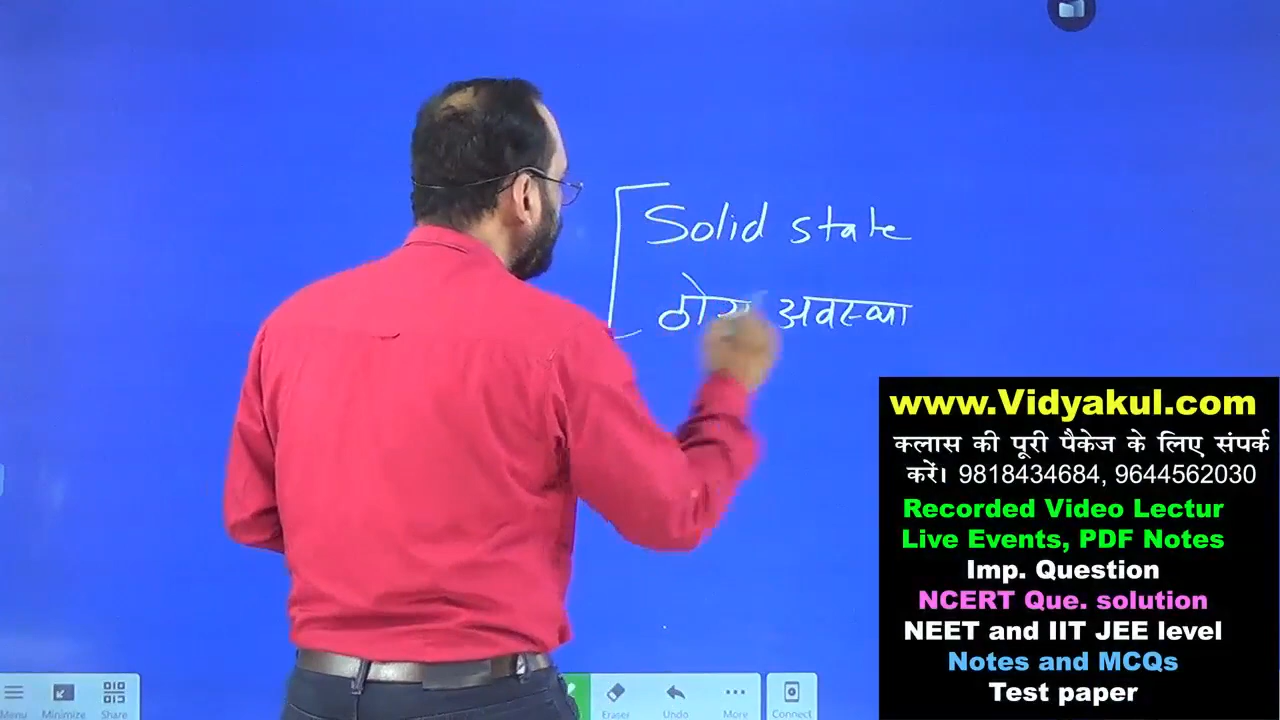 Solid state
ठोस अवस्था
www.Vidyakul.com
क्लास की पूरी पैकेज के लिए संपर्क
करें। 9818434684, 9644562030
Recorded Video Lectur
Live Events, PDF Notes
Imp. Question
NCERT Que. solution
NEET and IIT JEE level
Notes and MCQs
Test paper
Menu
Minimize
Share
Eraser
Undo
More
Connect